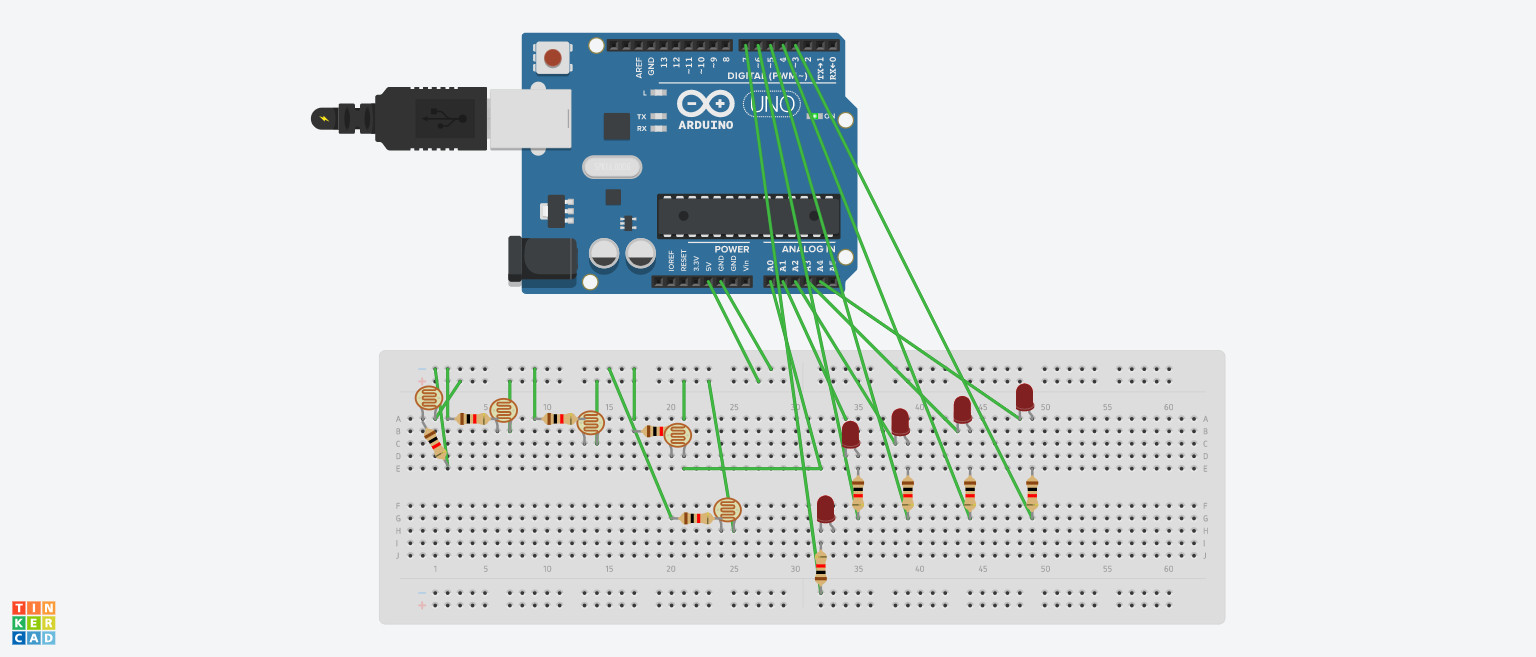 AREF
GND
13
12
~11
~10
~9
8
7
~6
~5
4
~3
2
TX→1
RX←0
DIGITAL (PWM~)
L
TX
RX
UNO
ARDUINO
ON
POWER
ANALOG IN
IOREF
RESET
3.3V
5V
GND
GND
Vin
A0
A1
A2
A3
A4
A5
− 
+
5 20 25 30 35 40 45 50 55 60
A A
B B
C C
D D
E E
F F
G G
H H
I I
J J
1 5 10 15 20 25 30 35 40 45 50 55 60
−
+
TIN
KER
CAD